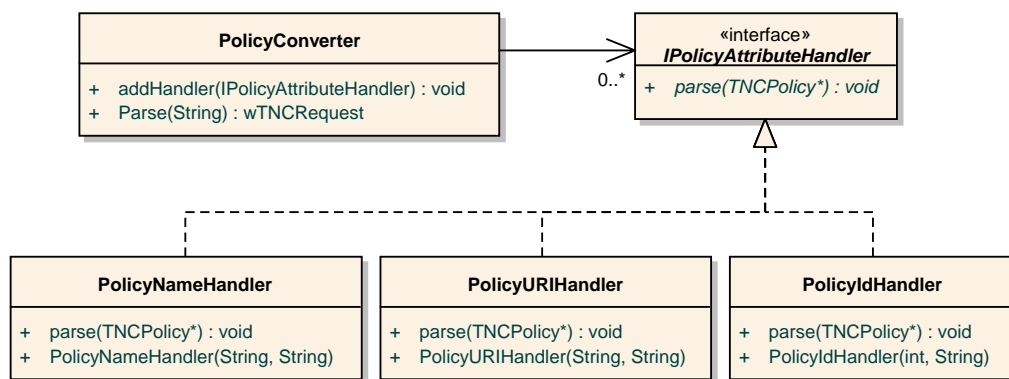 PolicyConverter
+ addHandler(IPolicyAttributeHandler) : void
+ Parse(String) : wTNCRequest
0..*
«interface»
IPolicyAttributeHandler
+ parse(TNCPolicy*) : void
PolicyNameHandler
+ parse(TNCPolicy*) : void
+ PolicyNameHandler(String, String)
PolicyURIHandler
+ parse(TNCPolicy*) : void
+ PolicyURIHandler(String, String)
PolicyIdHandler
+ parse(TNCPolicy*) : void
+ PolicyIdHandler(int, String)